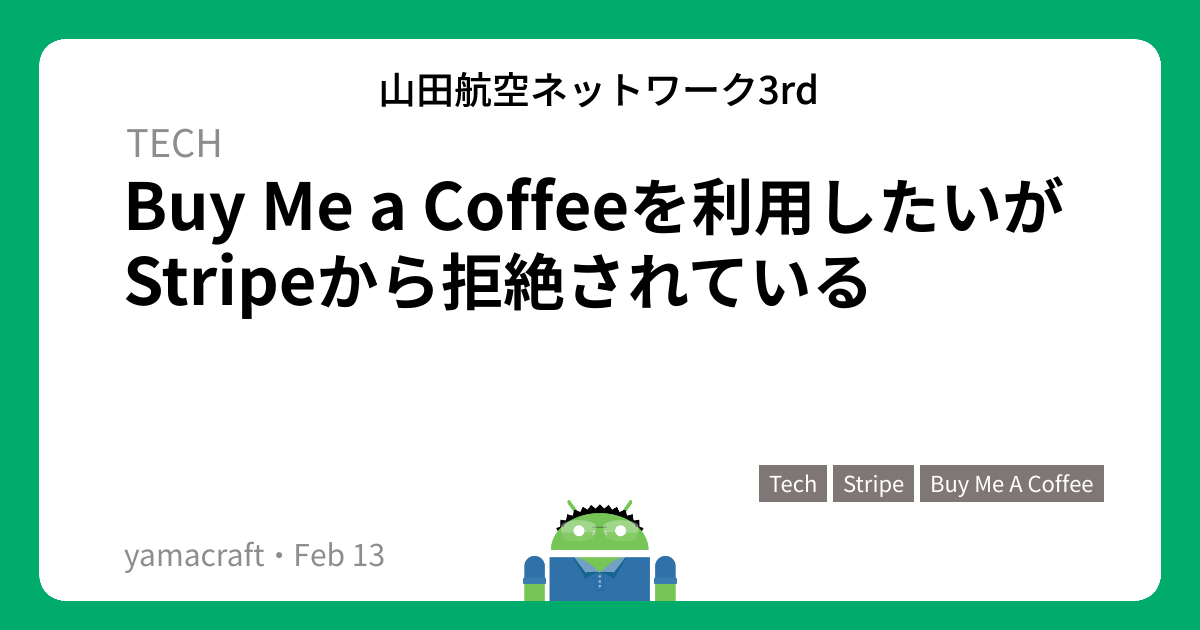 山田航空ネットワーク3rd
TECH
Buy Me a Coffeeを利用したいが
Stripeから拒絶されている
Tech Stripe Buy Me A Coffee
yamacraft・Feb 13